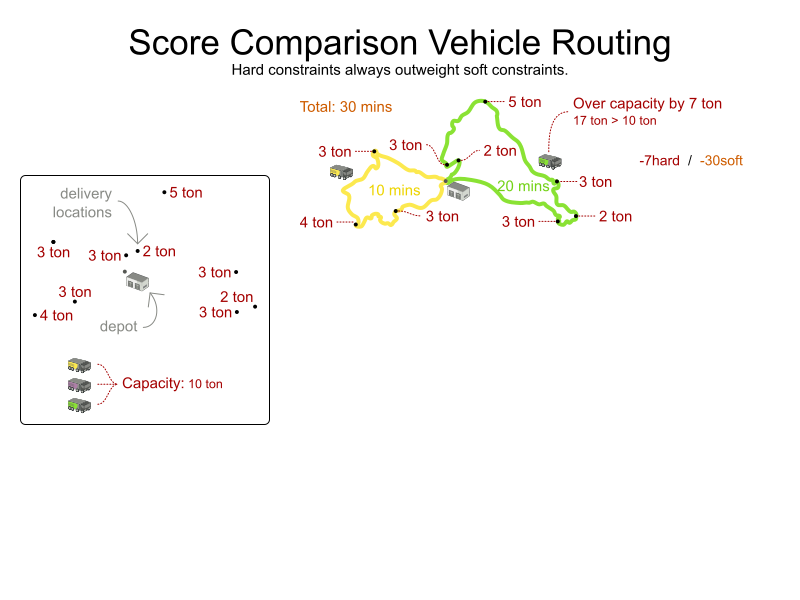 Score Comparison Vehicle Routing
Hard constraints always outweight soft constraints.
Total: 30 mins
5 ton
Over capacity by 7 ton
17 ton > 10 ton
3 ton
3 ton
2 ton
-7hard / -30soft
10 mins
20 mins
3 ton
4 ton
3 ton
3 ton
2 ton
delivery
locations
5 ton
3 ton
3 ton
2 ton
3 ton
3 ton
2 ton
4 ton
3 ton
depot
Capacity: 10 ton